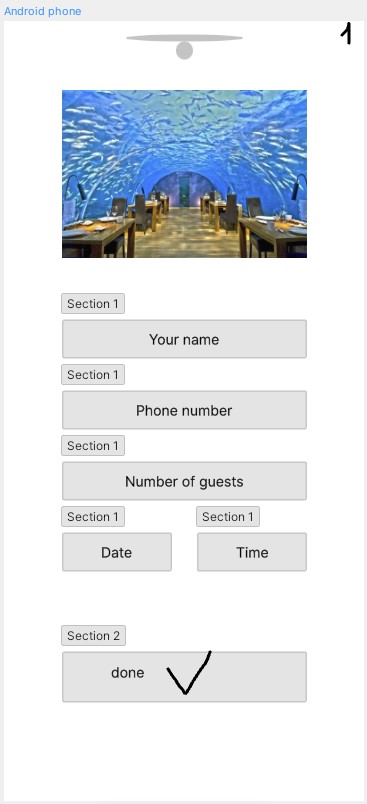 Android phone
1
Section 1
Your name
Section 1
Phone number
Section 1
Number of guests
Section 1 Section 1
Date Time
Section 2
done